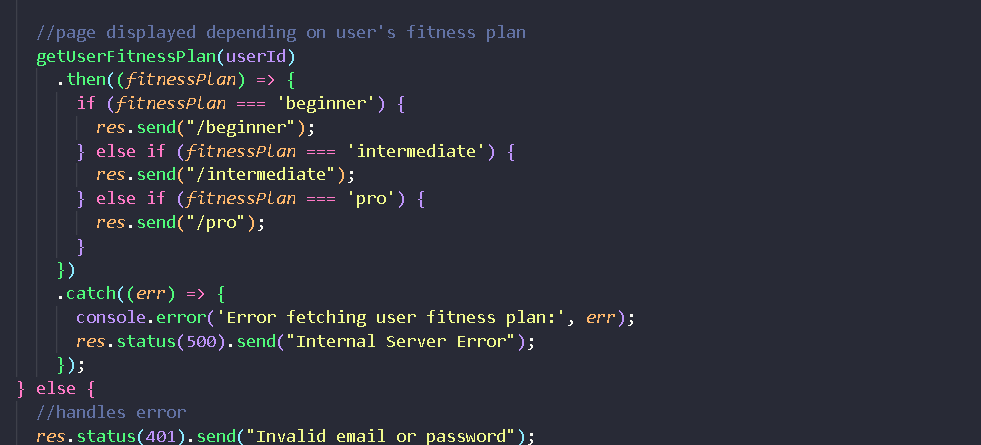 //page displayed depending on user's fitness plan
getUserFitnessPlan(userId)
.then((fitnessPlan) => {
if (fitnessPlan === 'beginner') {
res.send("/beginner");
} else if (fitnessPlan === 'intermediate') {
res.send("/intermediate");
} else if (fitnessPlan === 'pro') {
res.send("/pro");
}
})
.catch((err) => {
console.error('Error fetching user fitness plan:', err);
res.status(500).send("Internal Server Error");
});
} else {
//handles error
res.status(401).send("Invalid email or password");